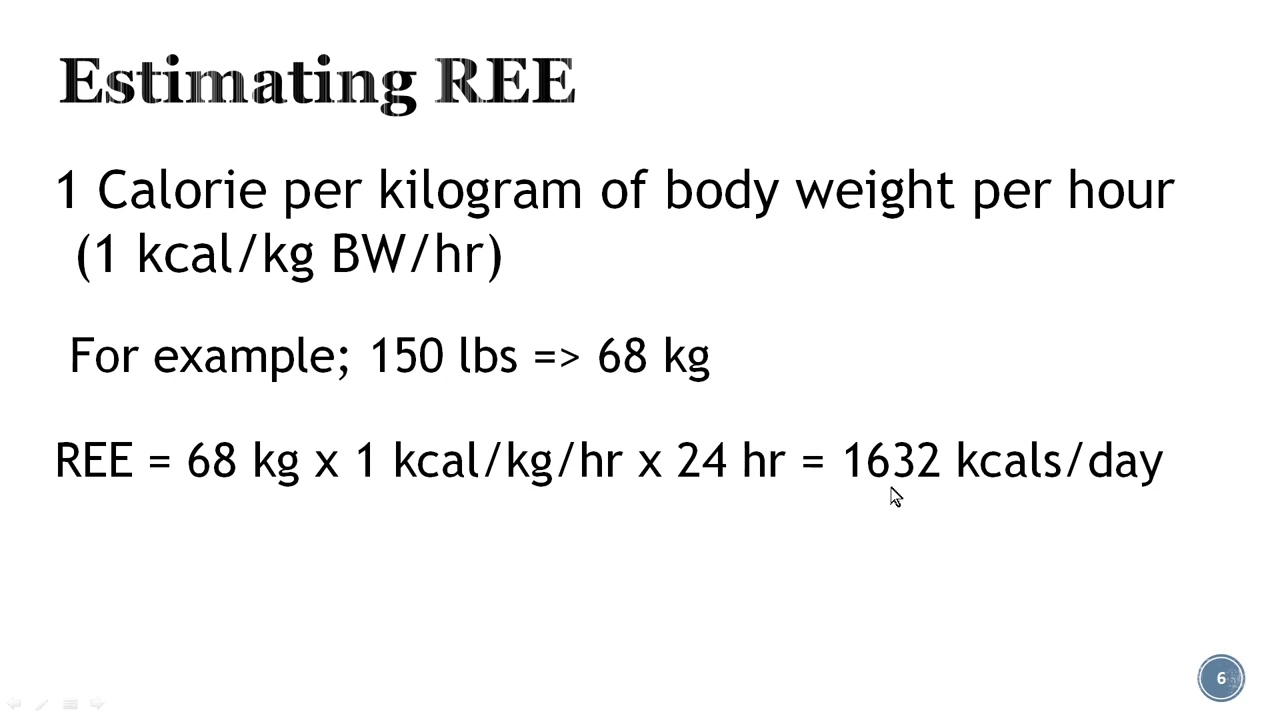 Estimating REE
1 Calorie per kilogram of body weight per hour
(1 kcal/kg BW/hr)
For example; 150 lbs => 68 kg
REE = 68 kg x 1 kcal/kg/hr x 24 hr = 1632 kcals/day
6